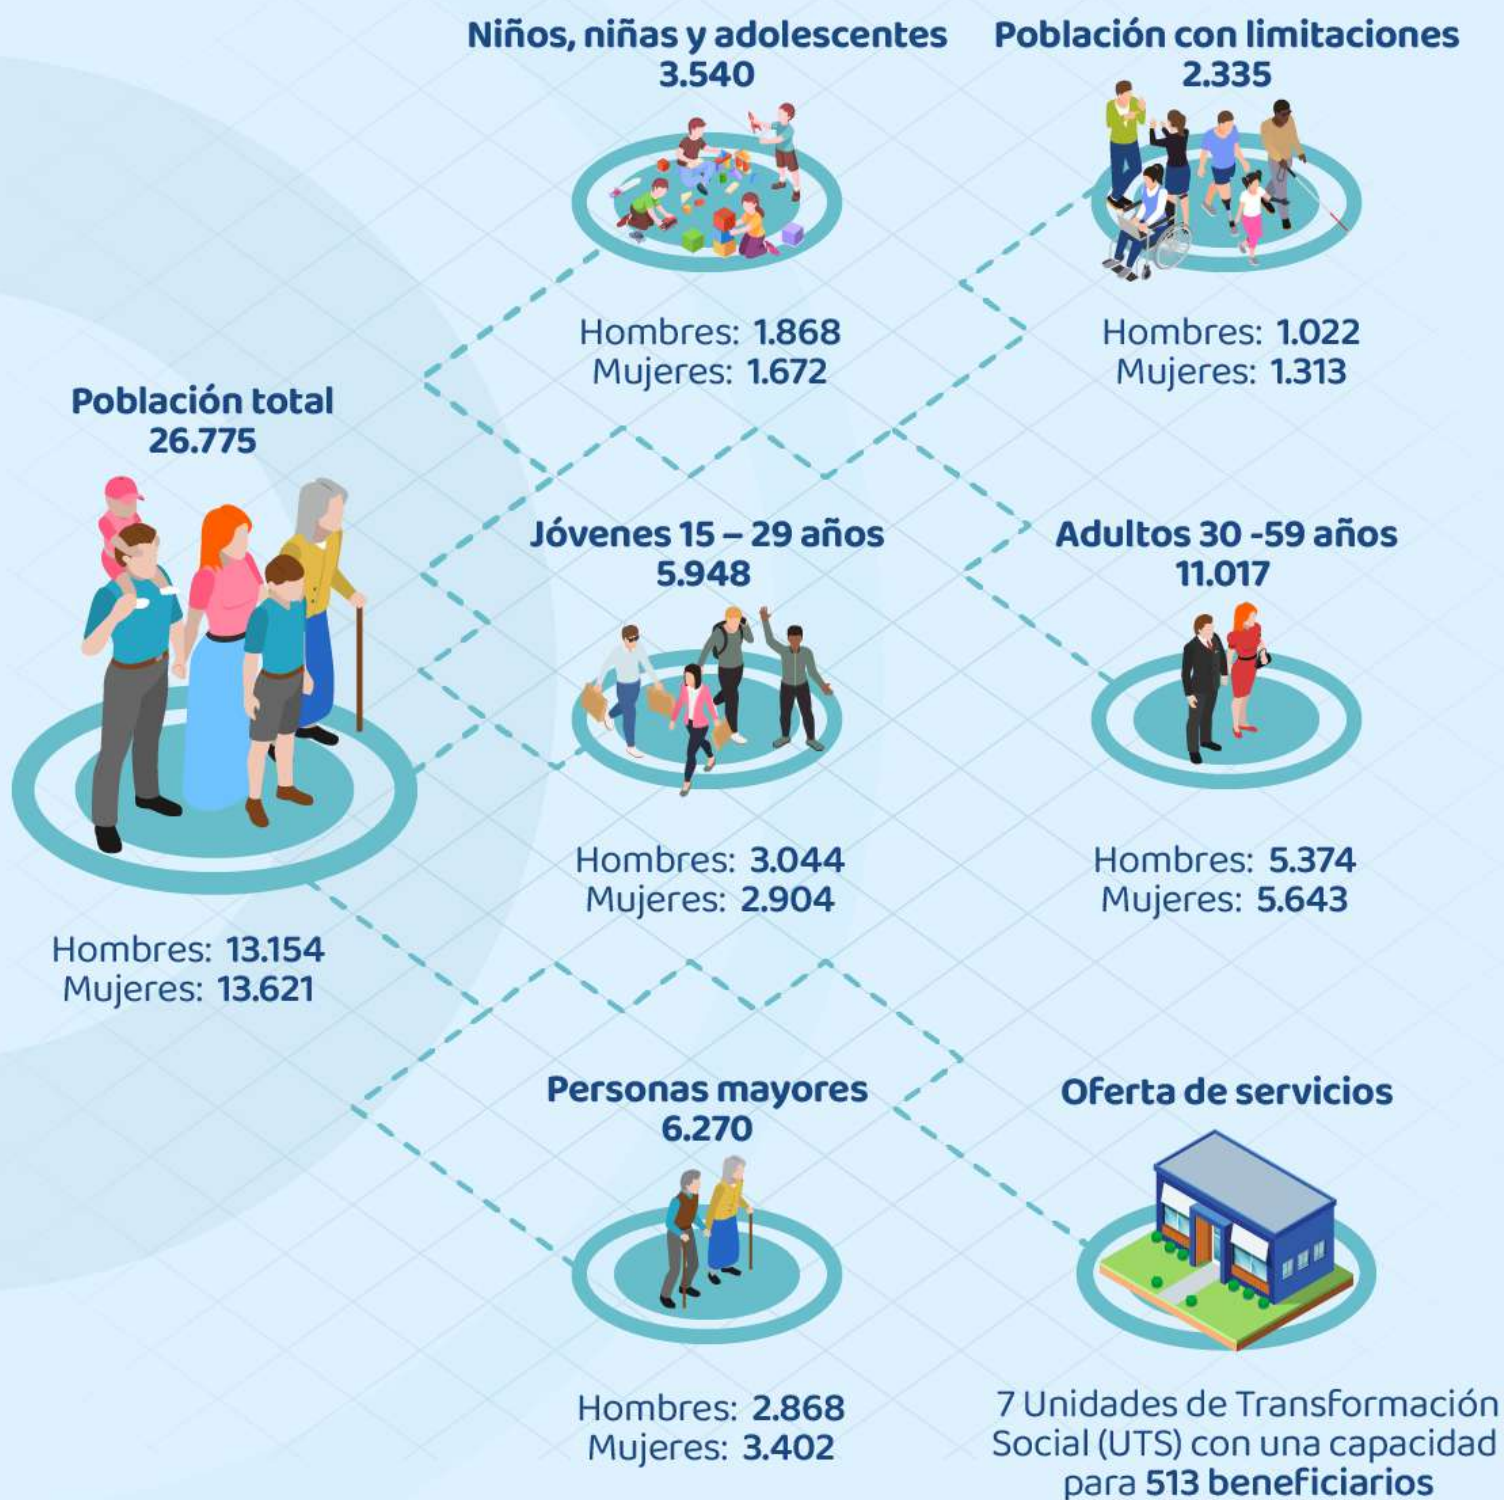 Niños, niñas y adolescentes
3.540
Hombres: 1.868
Mujeres: 1.672
Población con limitaciones
2.335
Hombres: 1.022
Mujeres: 1.313
Población total
26.775
Hombres: 13.154
Mujeres: 13.621
Jóvenes 15 – 29 años
5.948
Hombres: 3.044
Mujeres: 2.904
Adultos 30 -59 años
11.017
Hombres: 5.374
Mujeres: 5.643
Personas mayores
6.270
Hombres: 2.868
Mujeres: 3.402
Oferta de servicios
7 Unidades de Transformación
Social (UTS) con una capacidad
para 513 beneficiarios